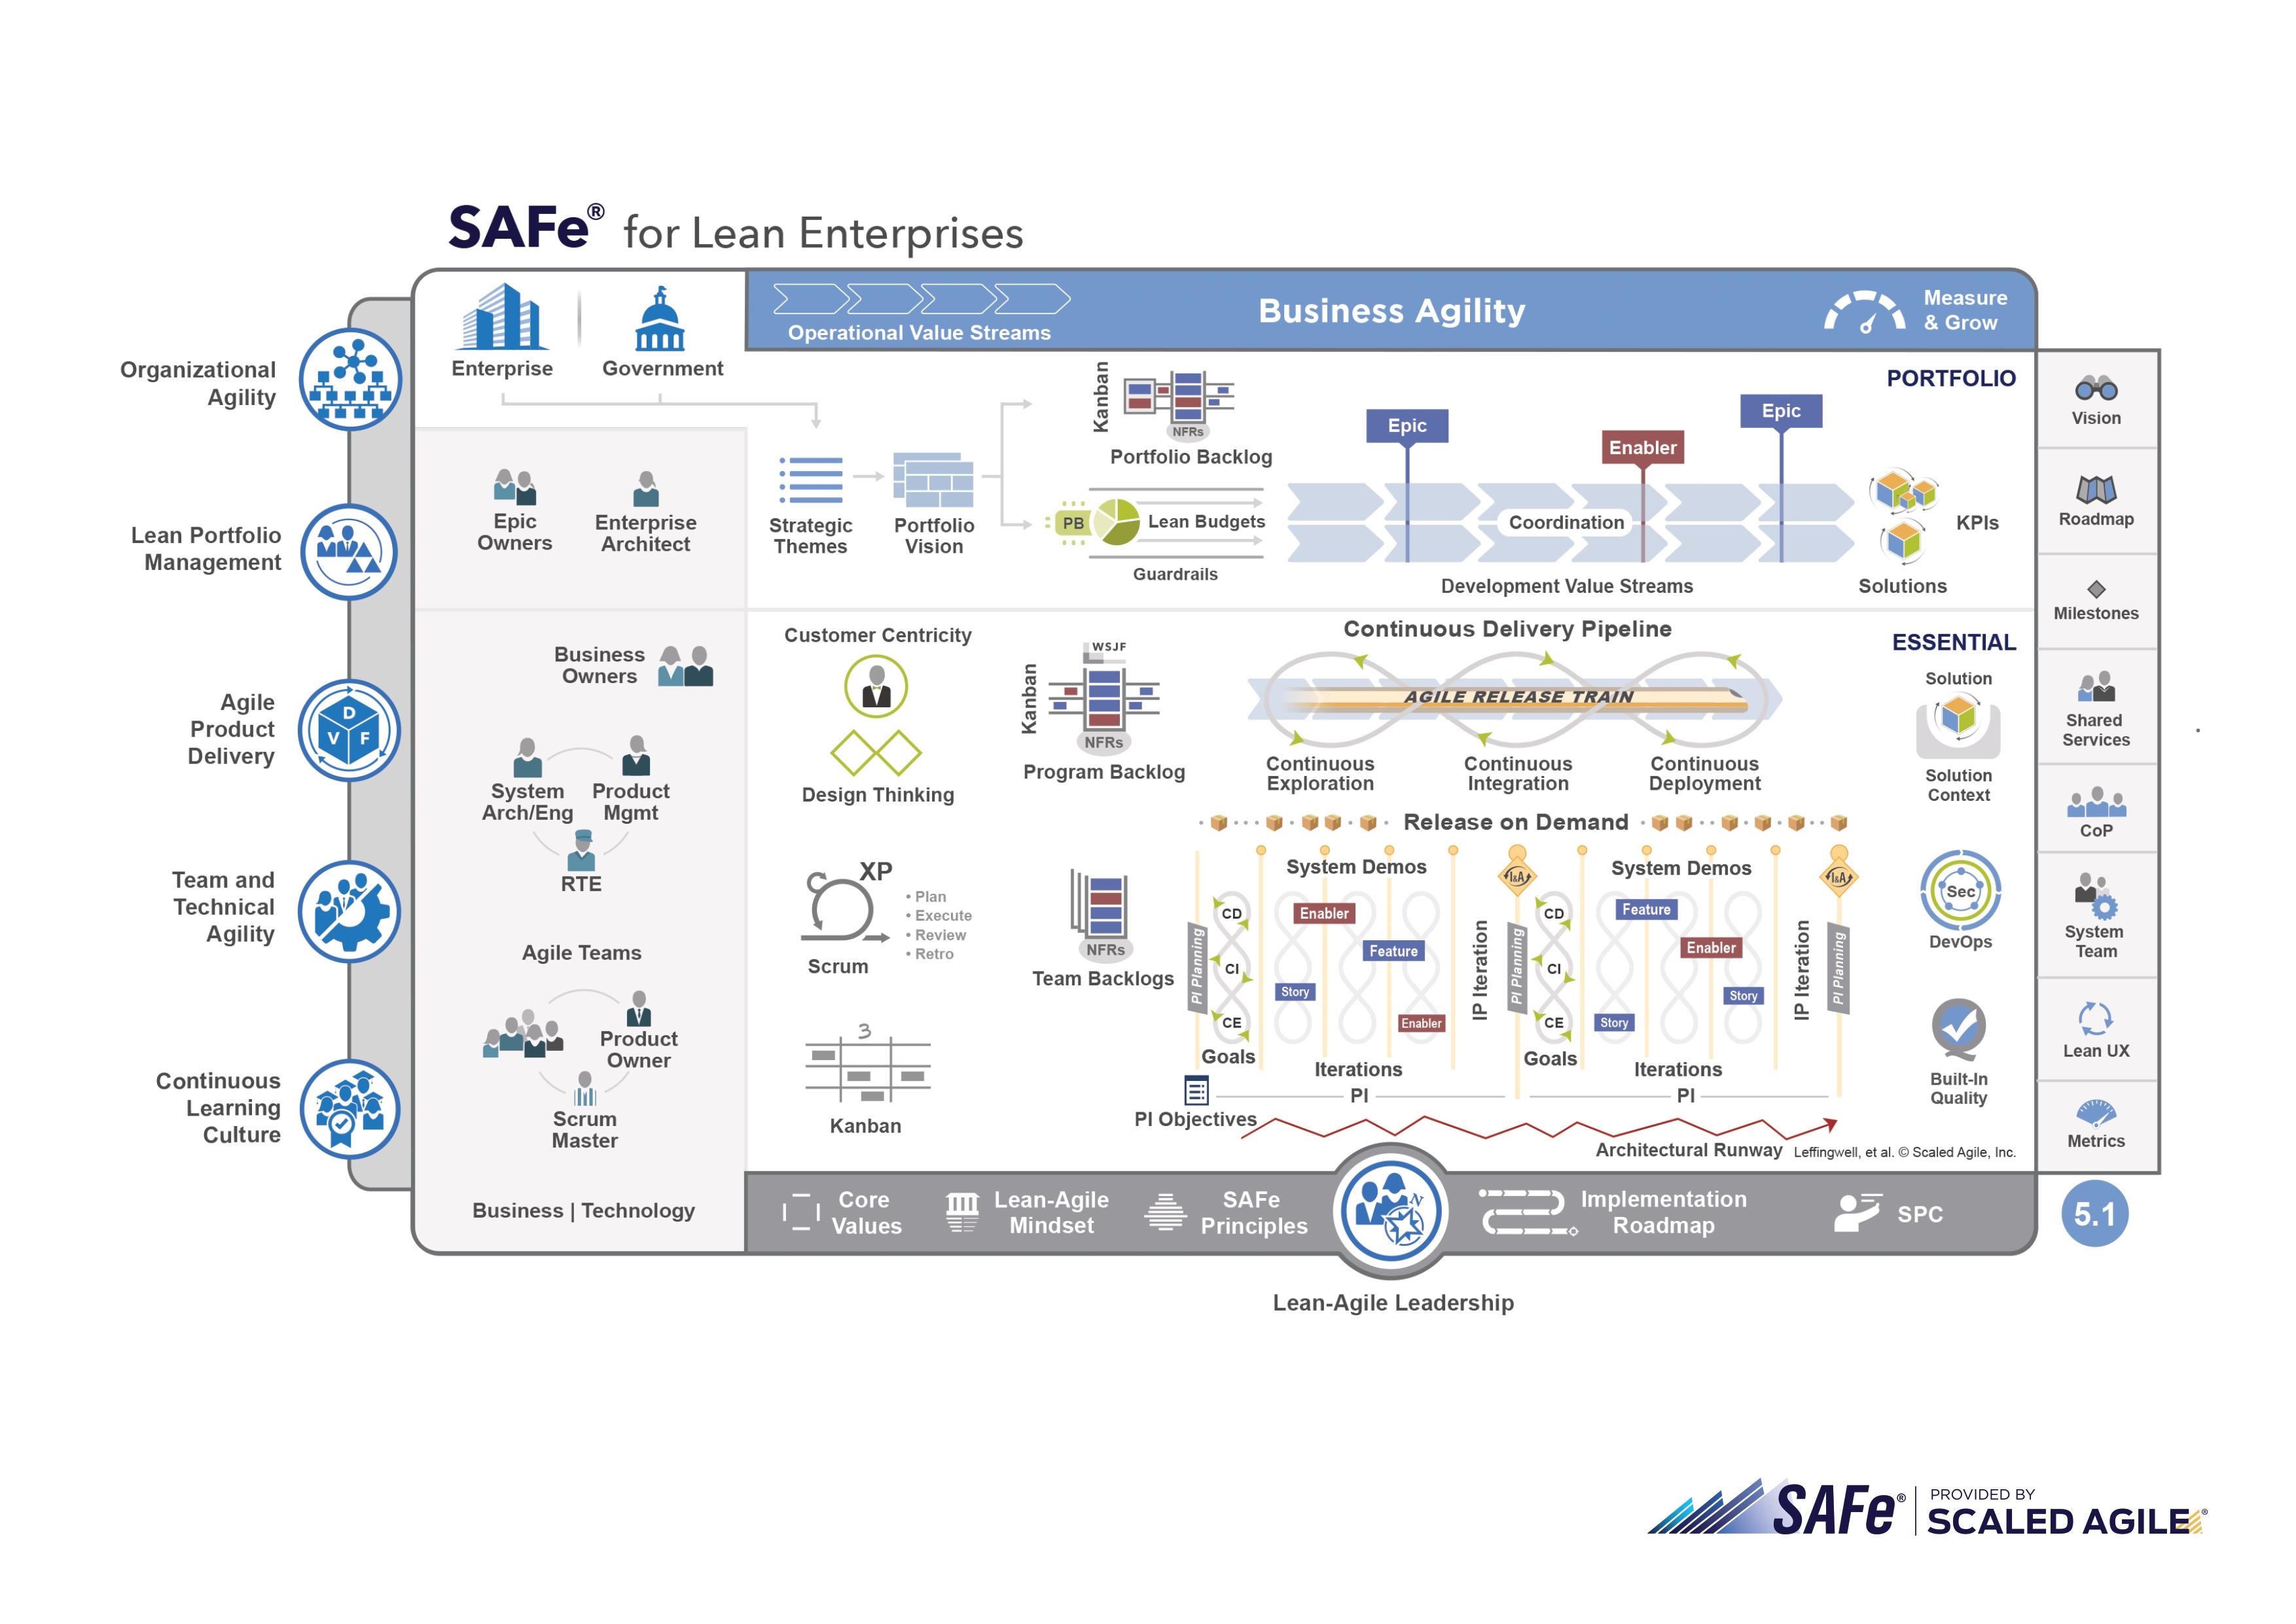 SAFe® for Lean Enterprises
Organizational
Agility
Lean Portfolio
Management
Agile
Product
Delivery
D
V F
Team and
Technical
Agility
Continuous
Learning
Culture
Enterprise
Government
Operational Value Streams
Business Agility
Measure
& Grow
Epic
Owners
Enterprise
Architect
Strategic
Themes
Portfolio
Vision
Kanban
NFRs
Portfolio Backlog
PB
Lean Budgets
Guardrails
PORTFOLIO
Epic
Enabler
Epic
Coordination
Development Value Streams
KPIs
Solutions
Business
Owners
System
Arch/Eng
Product
Mgmt
RTE
Agile Teams
Product
Owner
Scrum
Master
Business | Technology
Customer Centricity
Design Thinking
XP
• Plan
• Execute
• Review
• Retro
Scrum
3
Kanban
WSJF
Kanban
NFRs
Program Backlog
NFRs
Team Backlogs
Continuous Delivery Pipeline
AGILE RELEASE TRAIN
Continuous
Exploration
Continuous
Integration
Continuous
Deployment
Release on Demand
System Demos
I&A
System Demos
I&A
PI Planning
CD
CI
CE
Goals
Enabler
Feature
Story
Enabler
Iterations
IP Iteration
PI Planning
CD
CI
CE
Goals
Feature
Enabler
Story
Story
Iterations
IP Iteration
PI Planning
PI
PI
PI Objectives
Architectural Runway
Leffingwell, et al. © Scaled Agile, Inc.
ESSENTIAL
Solution
Solution
Context
Sec
DevOps
Built-In
Quality
Vision
Roadmap
Milestones
Shared
Services
CoP
System
Team
Lean UX
Metrics
Core
Values
Lean-Agile
Mindset
SAFe
Principles
N
Implementation
Roadmap
SPC
5.1
Lean-Agile Leadership
SAFe®
PROVIDED BY
SCALED AGILE®